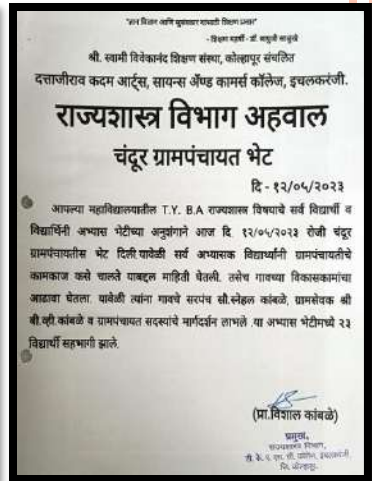 "ज्ञान विज्ञान आणि सुसंस्कार यासाठी शिक्षण प्रसार"
- शिक्षण महर्षी - डॉ. बापूजी साळुंखे
श्री. स्वामी विवेकानंद शिक्षण संस्था, कोल्हापूर संचलित
दत्ताजीराव कदम आर्ट्स, सायन्स अॅण्ड कामर्स कॉलेज, इचलकरंजी.
राज्यशास्त्र विभाग अहवाल
चंदूर ग्रामपंचायत भेट
दि - १२/०५/२०२३
आपल्या महाविद्यालयातील T.Y. B.A राज्यशास्त्र विषयाचे सर्व विद्यार्थी व
विद्यार्थिनी अभ्यास भेटीच्या अनुशंगाने आज दि १२/०५/२०२३ रोजी चंदूर
ग्रामपंचायतीस भेट दिली.यावेळी सर्व अभ्यासक विद्यार्थ्यांनी ग्रामपंचायतीचे
कामकाज कसे चालते याबद्दल माहिती घेतली. तसेच गावच्या विकासकामांचा
आढावा घेतला. यावेळी त्यांना गावचे सरपंच सौ.स्नेहल कांबळे, ग्रामसेवक श्री
बी.व्ही.कांबळे व ग्रामपंचायत सदस्यांचे मार्गदर्शन लाभले .या अभ्यास भेटीमध्ये २३
विद्यार्थी सहभागी झाले.
(प्रा.विशाल कांबळे)
प्रमुख,
राज्यशास्त्र विभाग,
डी. के. ए. एस. सी. कॉलेज, इचलकरंजी
जि. कोल्हापूर.